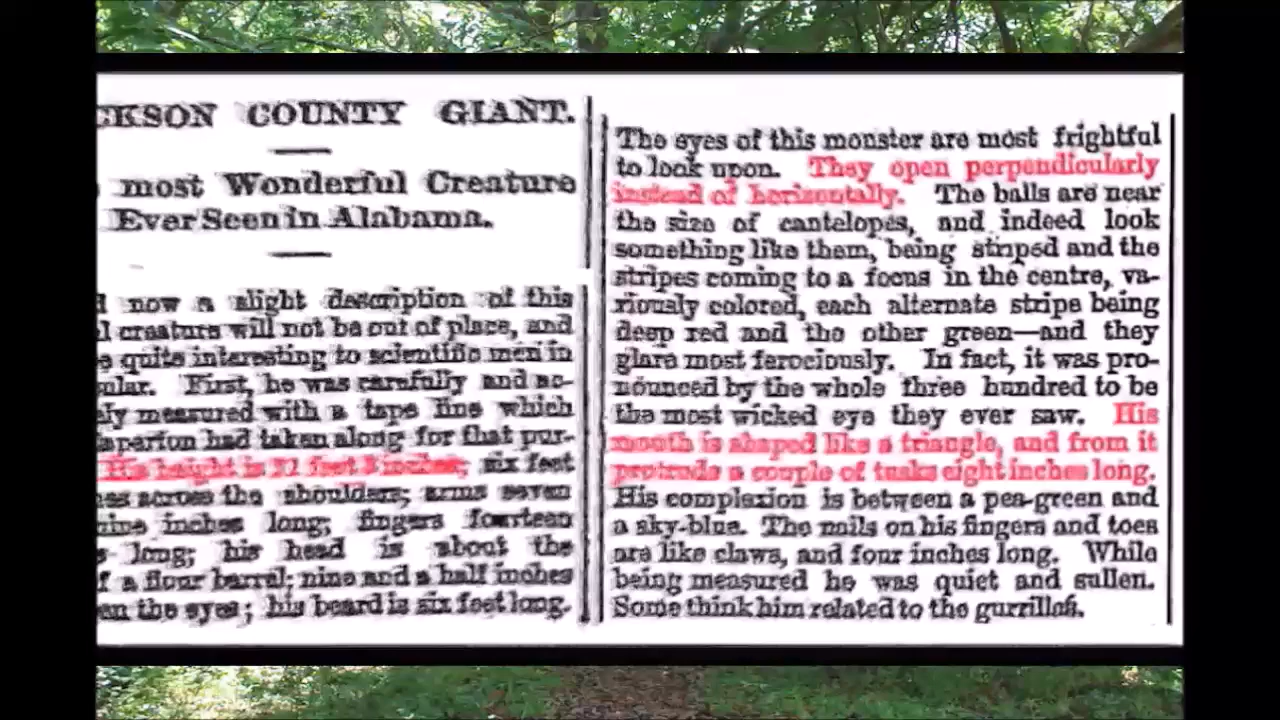 CKSON COUNTY GIANT.
most Wonderful Creature
Ever Seen in Alabama.
now a slight description of this
creature will not be out of place, and
quite interesting to scientific men in
ular. First, he was carefully and ac-
ely measured with a tape line which
had taken along for that pur-
His height is feet inches; six feet
across the shoulders; arms seven
nine inches long; fingers fourteen
long; his head is about the
f a flour barrel; nine and a half inches
en the eyes; his beard is six feet long.
The eyes of this monster are most frightful
to look upon. They open perpendicularly
instead of horizontally. The balls are near
the size of cantelopes, and indeed look
something like them, being striped and the
stripes coming to a focus in the centre, va-
riously colored, each alternate stripe being
deep red and the other green—and they
glare most ferociously. In fact, it was pro-
nounced by the whole three hundred to be
the most wicked eye they ever saw. His
mouth is shaped like a triangle, and from it
protrude a couple of tusks eight inches long.
His complexion is between a pea-green and
a sky-blue. The nails on his fingers and toes
are like claws, and four inches long. While
being measured he was quiet and sullen.
Some think him related to the gurrillas.